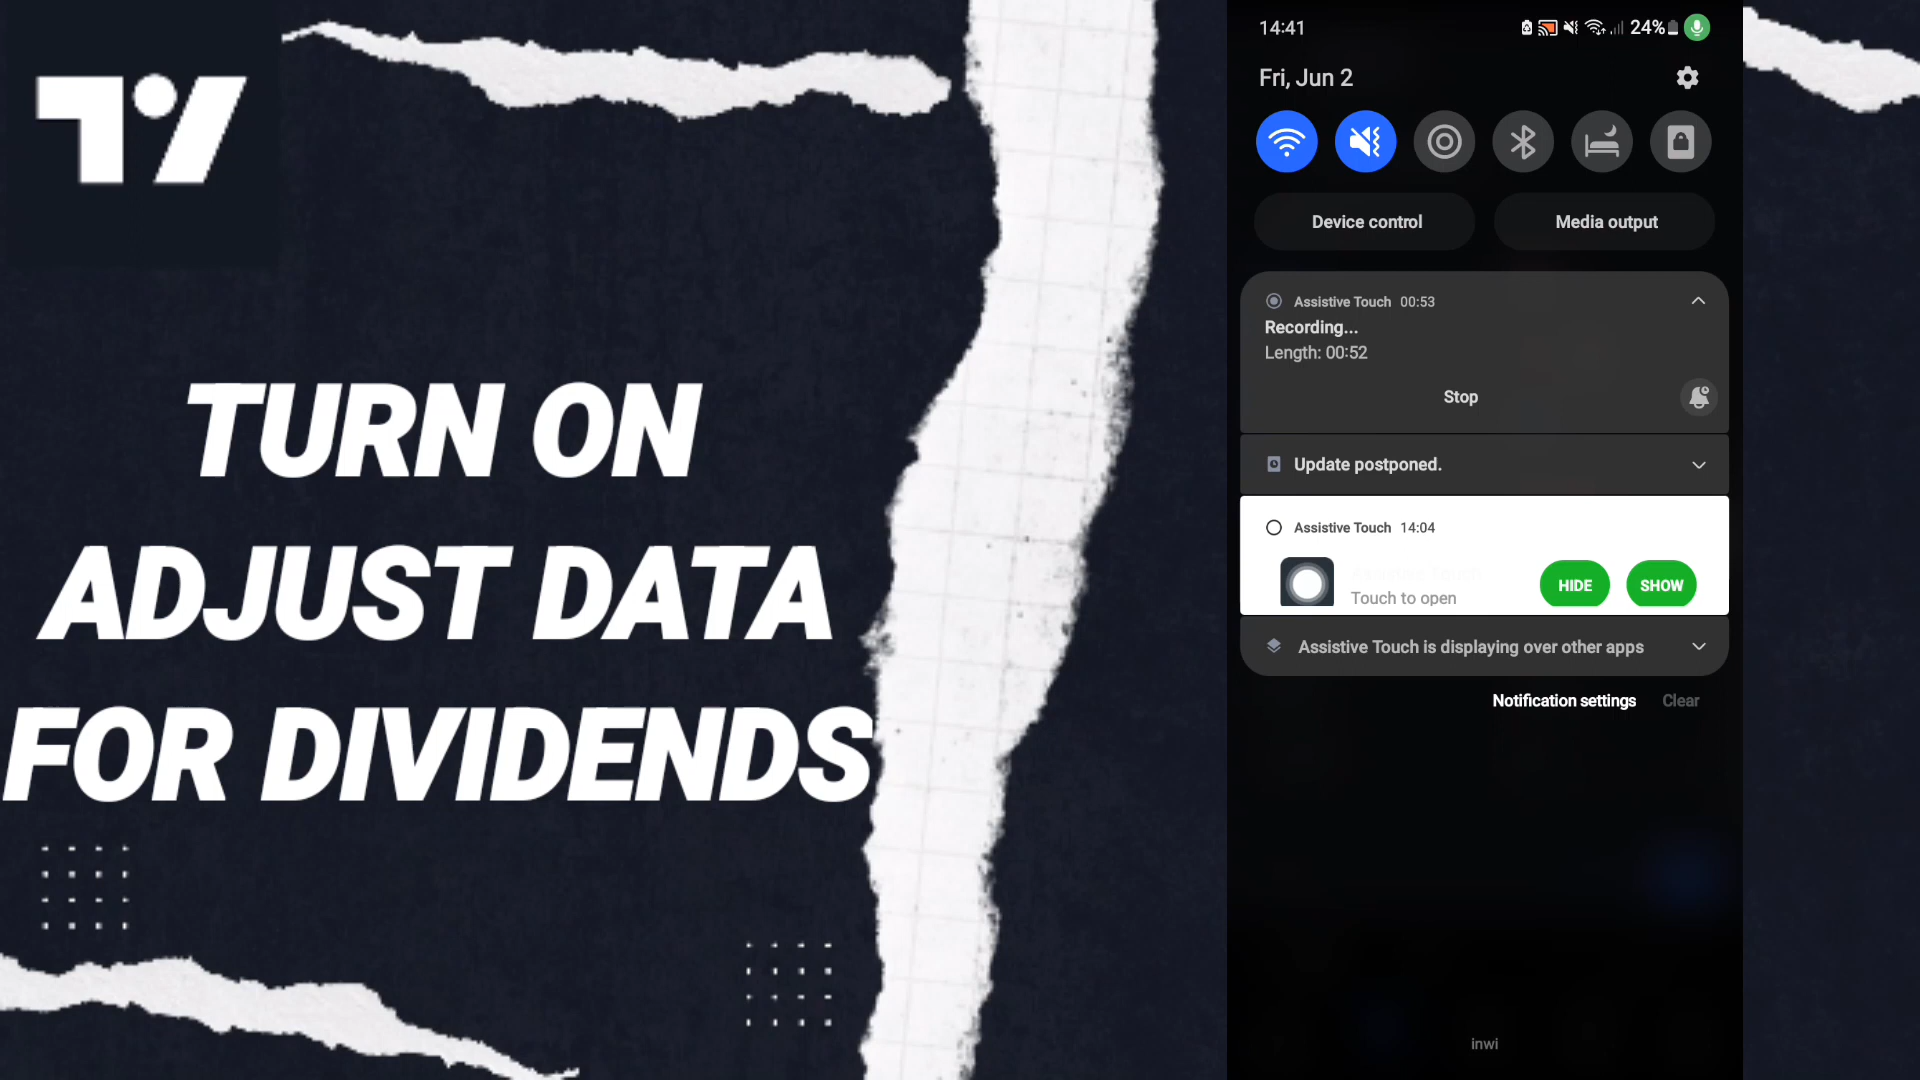 TURN ON
ADJUST DATA
FOR DIVIDENDS
14:41
24%
Fri, Jun 2
Device control
Media output
Assistive Touch 00:53
Recording...
Length: 00:52
Stop
Update postponed.
Assistive Touch 14:04
Touch to open
HIDE
SHOW
Assistive Touch is displaying over other apps
Notification settings
Clear
inwi